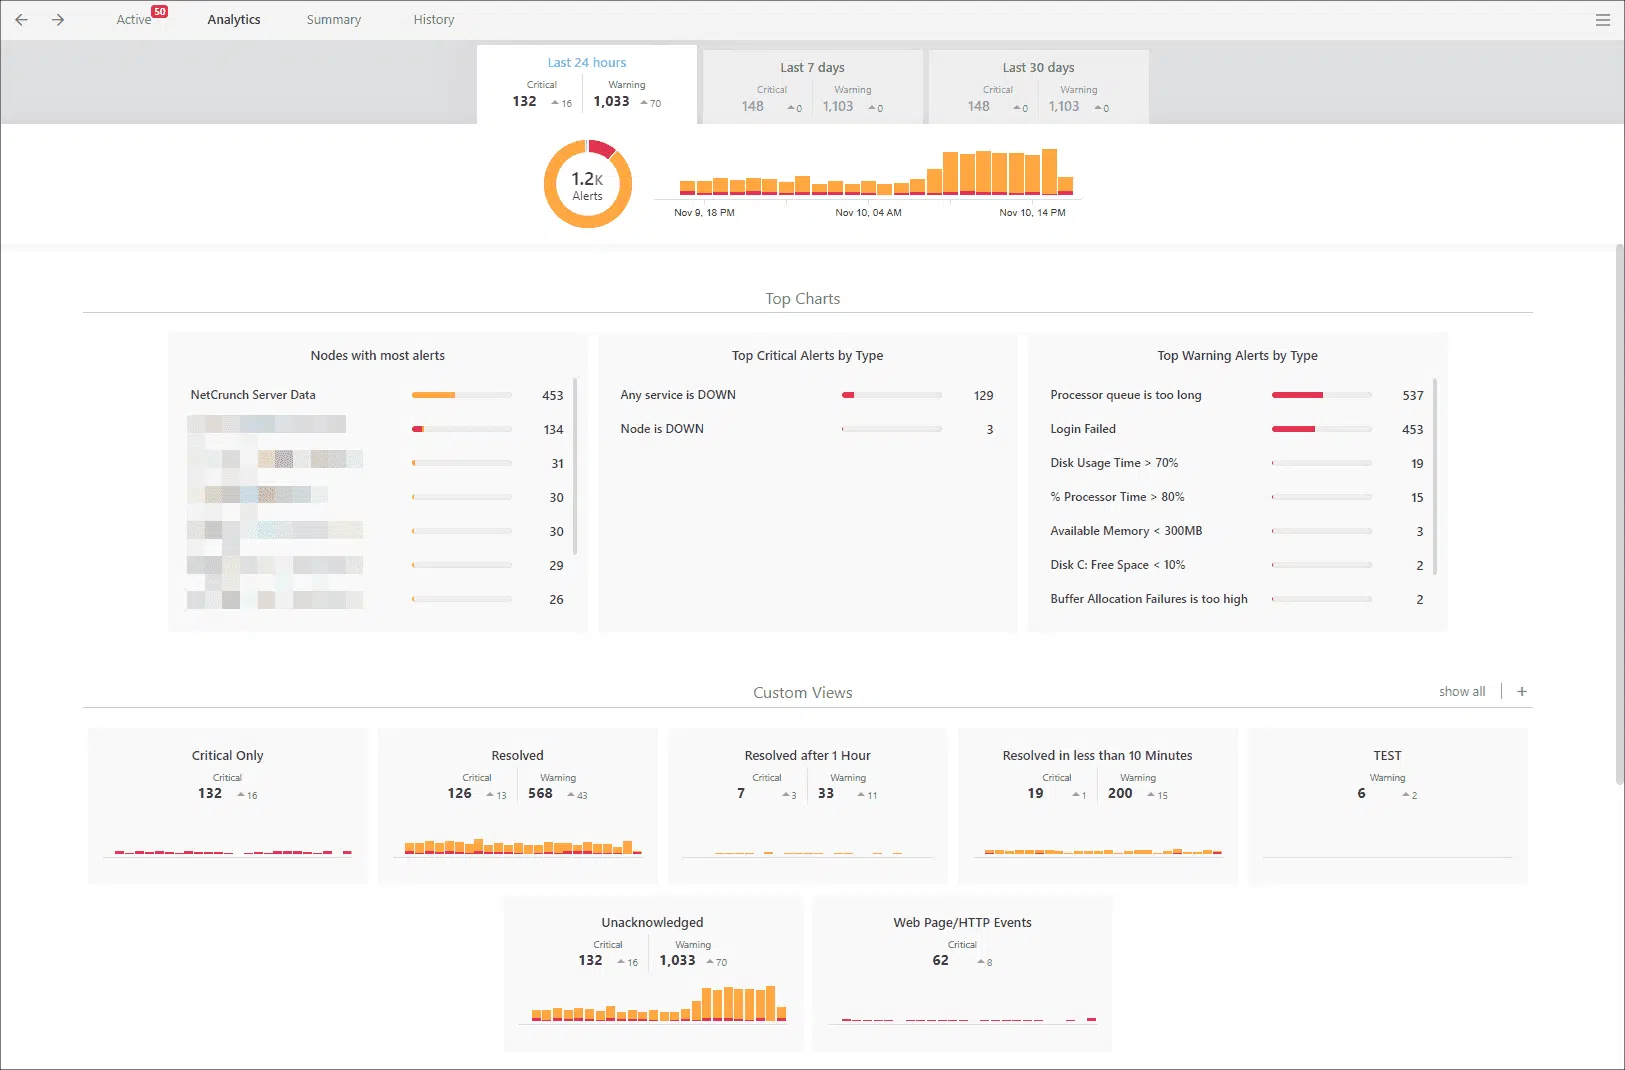 Active 50 Analytics Summary History
Last 24 hours
Critical Warning
132 16 1,033 70
Last 7 days
Critical Warning
148 0 1,103 0
Last 30 days
Critical Warning
148 0 1,103 0
1.2K
Alerts
Nov 9, 18 PM Nov 10, 04 AM Nov 10, 14 PM
Top Charts
Nodes with most alerts
NetCrunch Server Data 453
134
31
30
30
29
26
Top Critical Alerts by Type
Any service is DOWN 129
Node is DOWN 3
Top Warning Alerts by Type
Processor queue is too long 537
Login Failed 453
Disk Usage Time > 70% 19
% Processor Time > 80% 15
Available Memory < 300MB 3
Disk C: Free Space < 10% 2
Buffer Allocation Failures is too high 2
Custom Views
show all +
Critical Only
Critical
132 16
Resolved
Critical Warning
126 13 568 43
Resolved after 1 Hour
Critical Warning
7 3 33 11
Resolved in less than 10 Minutes
Critical Warning
19 1 200 15
TEST
Warning
6 2
Unacknowledged
Critical Warning
132 16 1,033 70
Web Page/HTTP Events
Critical
62 8